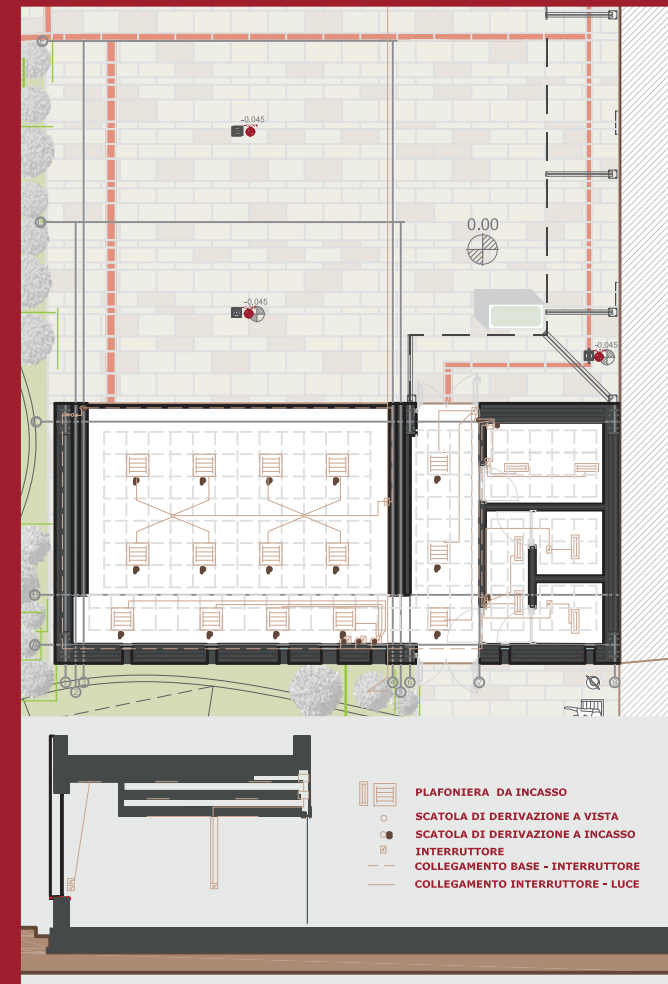 -0.045
0.00
-0.045
-0.045
PLAFONIERA DA INCASSO
SCATOLA DI DERIVAZIONE A VISTA
SCATOLA DI DERIVAZIONE A INCASSO
INTERRUTTORE
COLLEGAMENTO BASE - INTERRUTTORE
COLLEGAMENTO INTERRUTTORE - LUCE